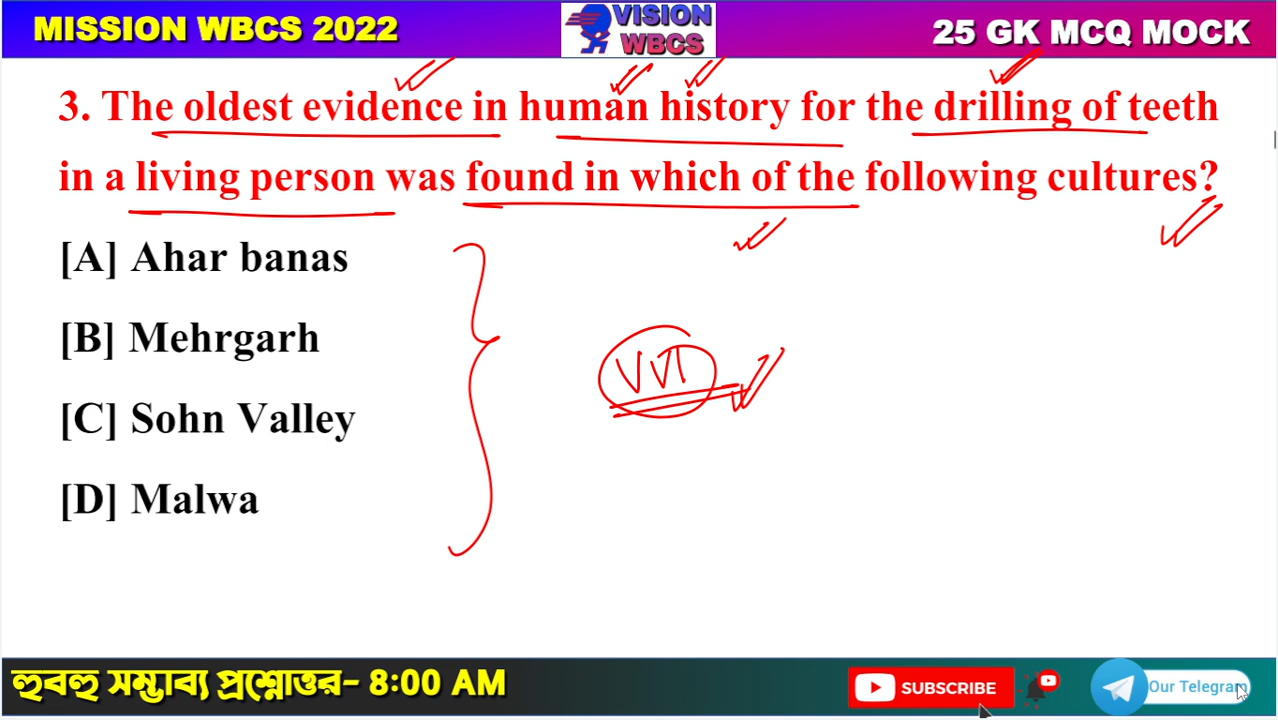 MISSION WBCS 2022
VISION
WBCS
25 GK MCQ MOCK
3. The oldest evidence in human history for the drilling of teeth
in a living person was found in which of the following cultures?
[A] Ahar banas
[B] Mehrgarh
[C] Sohn Valley
[D] Malwa
VVI
হুবহু সম্ভাব্য প্রশ্নোত্তর- 8:00 AM
SUBSCRIBE
Our Telegram